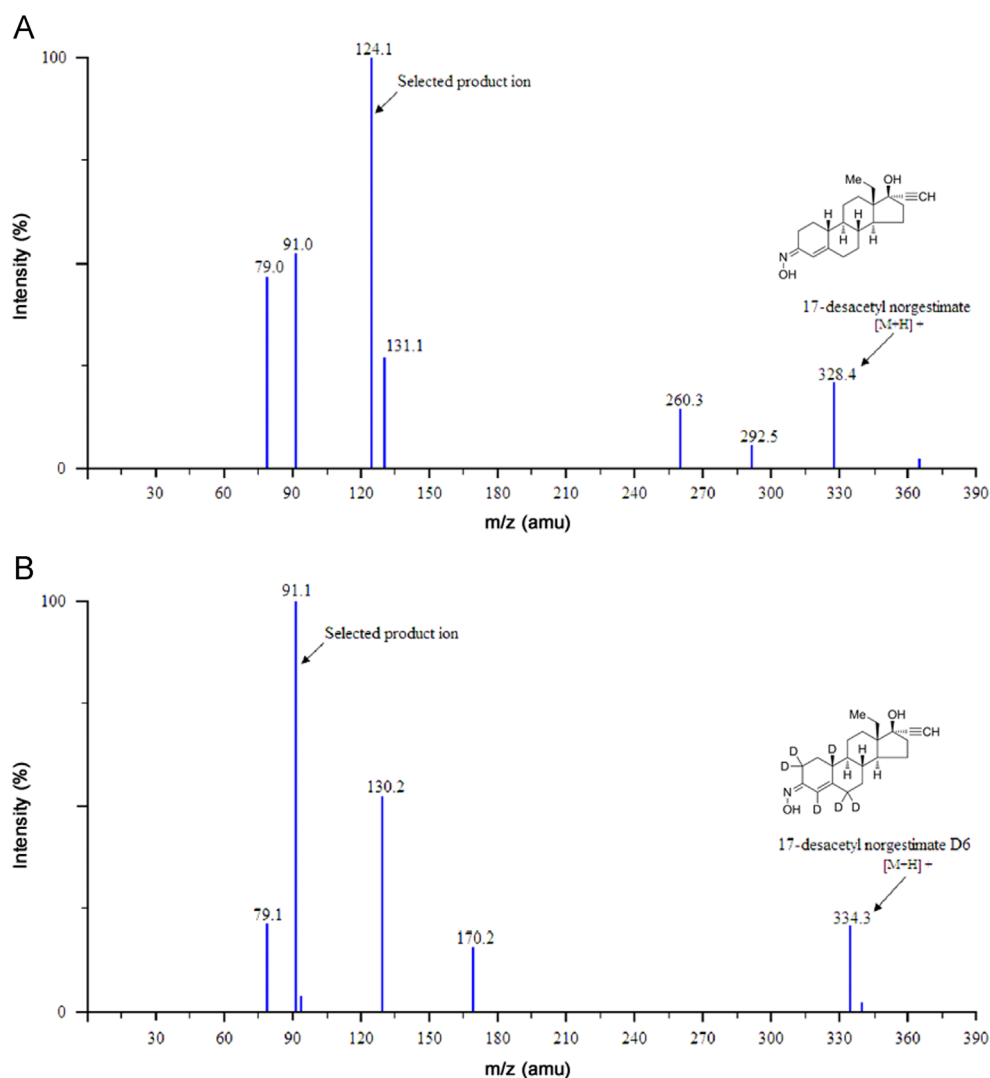 A
100
124.1
Selected product ion
Me OH
CH
H H
H H
N
OH
91.0
79.0
17-desacetyl norgestimate
[M+H] +
131.1
328.4
260.3
292.5
Intensity (%)
0
30 60 90 120 150 180 210 240 270 300 330 360 390
m/z (amu)
B
100
91.1
Selected product ion
Me OH
CH
D D H
D H H
N
OH D D D
130.2
17-desacetyl norgestimate D6
[M+H] +
79.1
170.2
334.3
Intensity (%)
0
30 60 90 120 150 180 210 240 270 300 330 360 390
m/z (amu)